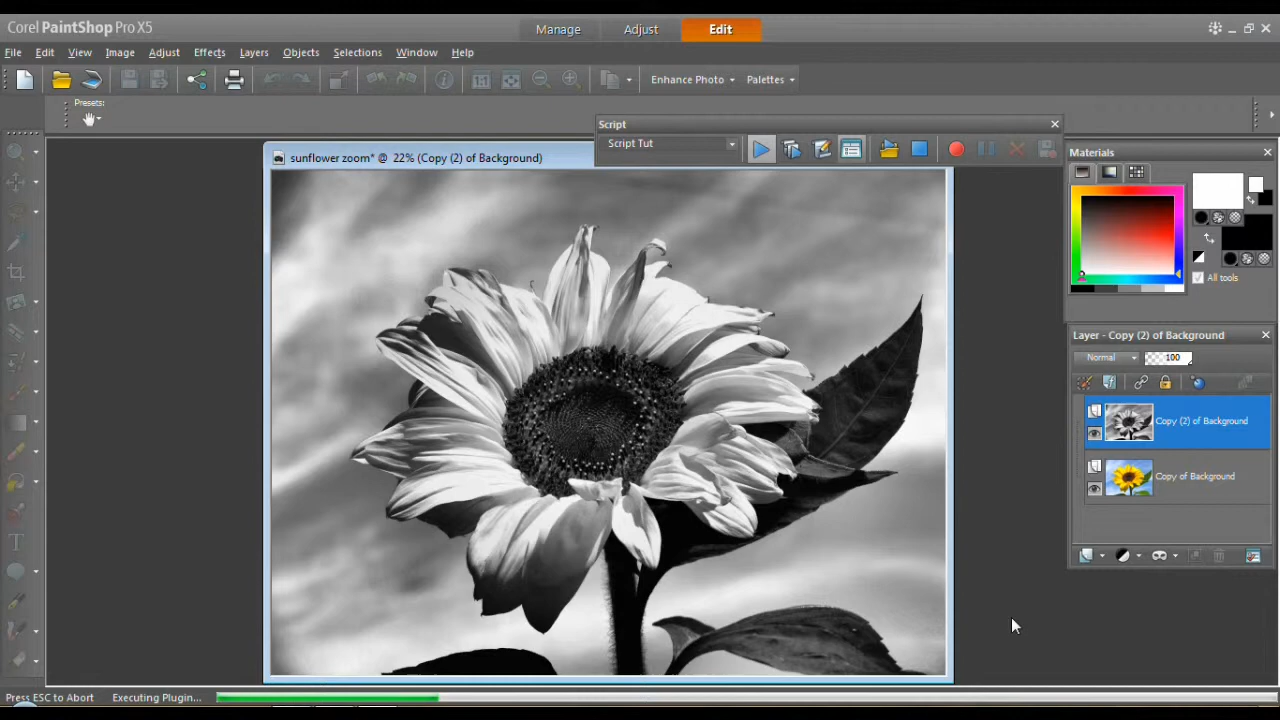 Corel PaintShop Pro X5
Manage Adjust Edit
File Edit View Image Adjust Effects Layers Objects Selections Window Help
1:1 Enhance Photo Palettes
Presets:
Script
Script Tut
sunflower zoom* @ 22% (Copy (2) of Background)
Materials
All tools
Layer - Copy (2) of Background
Normal 100
Copy (2) of Background
Copy of Background
Press ESC to Abort Executing Plugin...